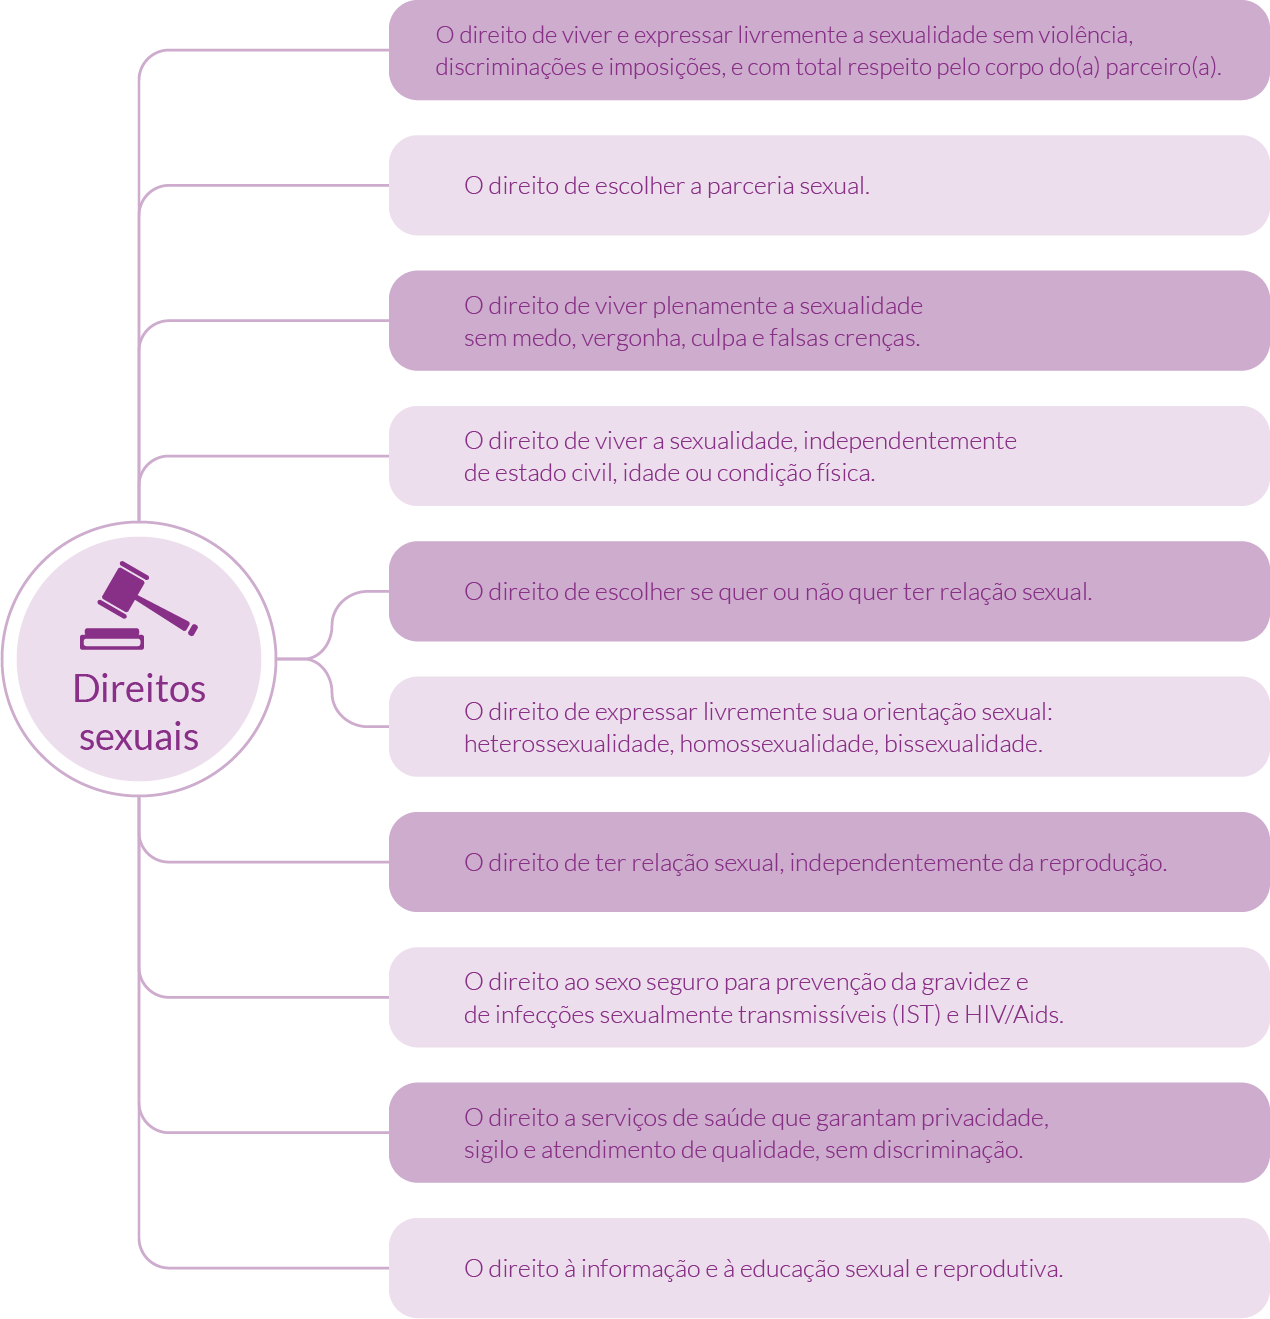 O direito de viver e expressar livremente a sexualidade sem violência,
discriminações e imposições, e com total respeito pelo corpo do(a) parceiro(a).
O direito de escolher a parceria sexual.
O direito de viver plenamente a sexualidade
sem medo, vergonha, culpa e falsas crenças.
O direito de viver a sexualidade, independentemente
de estado civil, idade ou condição física.
Direitos
sexuais
O direito de escolher se quer ou não quer ter relação sexual.
O direito de expressar livremente sua orientação sexual:
heterossexualidade, homossexualidade, bissexualidade.
O direito de ter relação sexual, independentemente da reprodução.
O direito ao sexo seguro para prevenção da gravidez e
de infecções sexualmente transmissíveis (IST) e HIV/Aids.
O direito a serviços de saúde que garantam privacidade,
sigilo e atendimento de qualidade, sem discriminação.
O direito à informação e à educação sexual e reprodutiva.